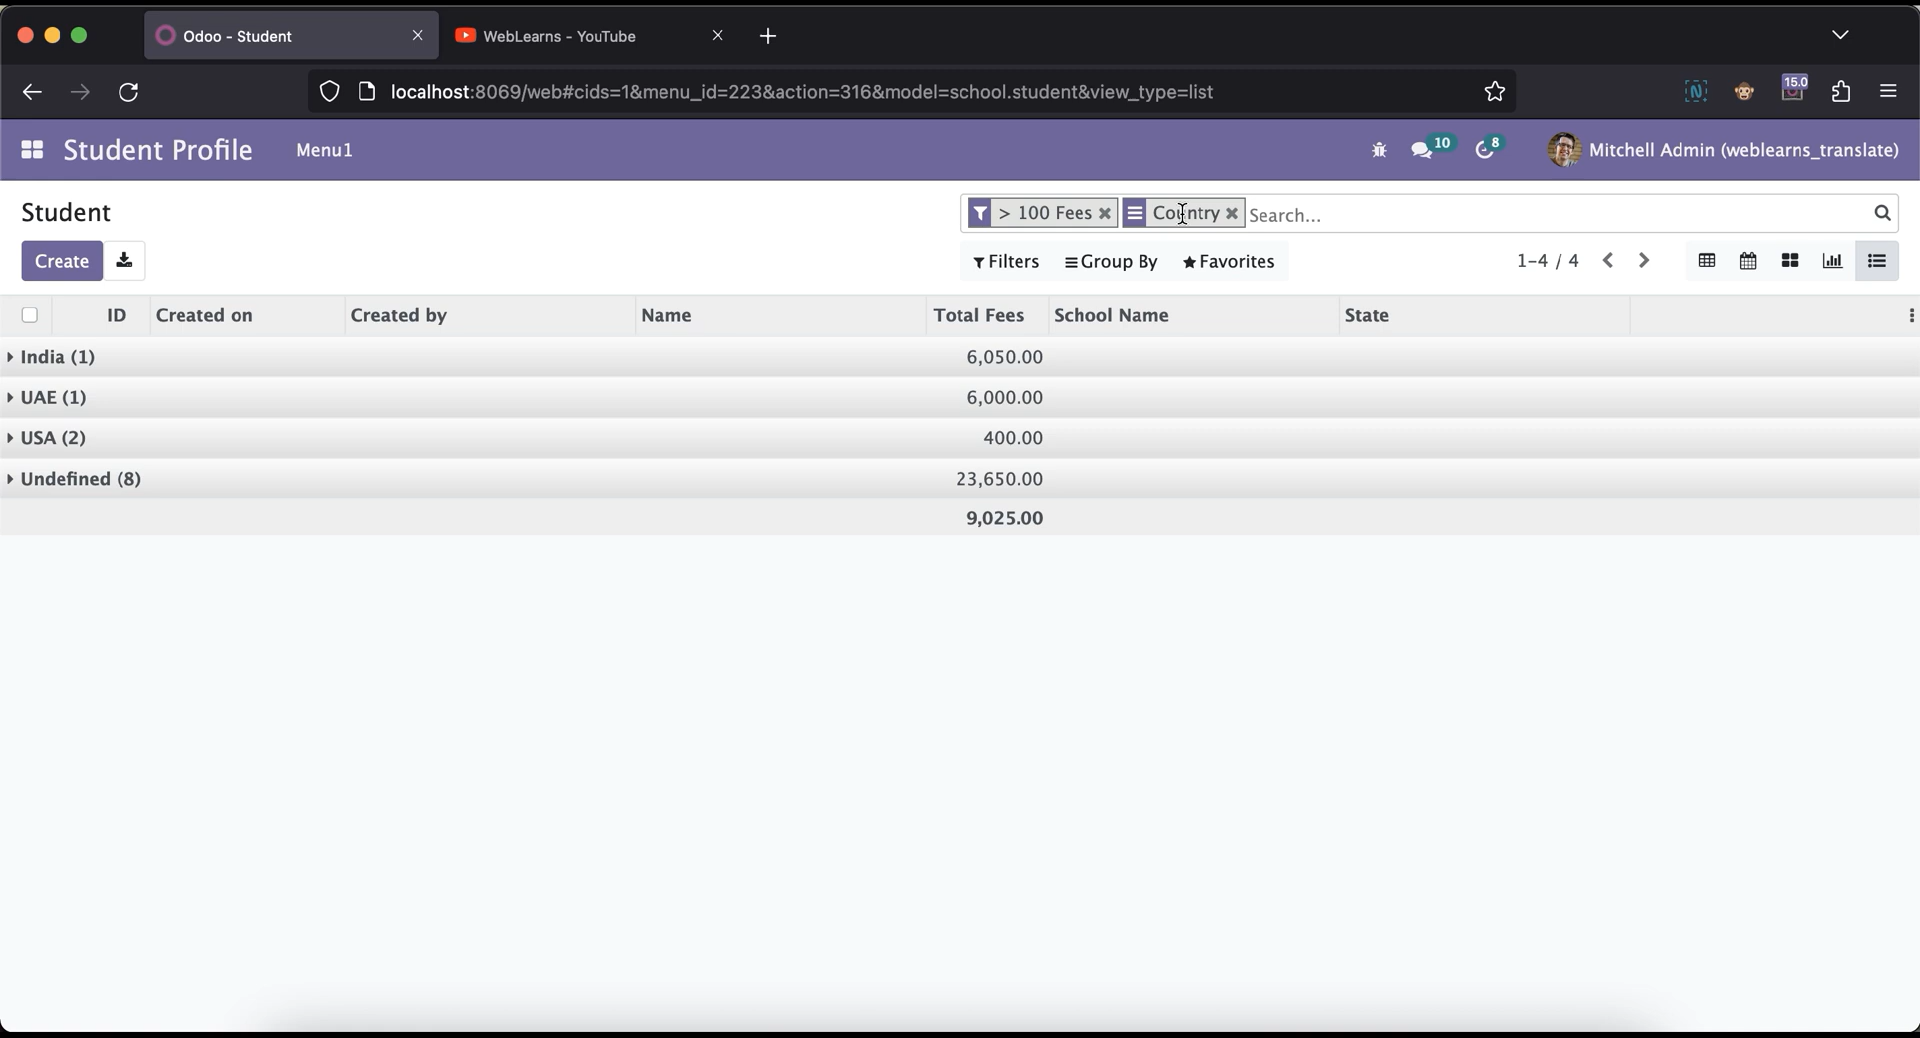 Odoo - Student
WebLearns - YouTube
localhost:8069/web#cids=1&menu_id=223&action=316&model=school.student&view_type=list
15.0
Student Profile
Menu1
10
8
Mitchell Admin (weblearns_translate)
Student
> 100 Fees
Country
Search...
Create
Filters
Group By
Favorites
1-4 / 4
ID Created on Created by Name Total Fees School Name State
India (1) 6,050.00
UAE (1) 6,000.00
USA (2) 400.00
Undefined (8) 23,650.00
9,025.00